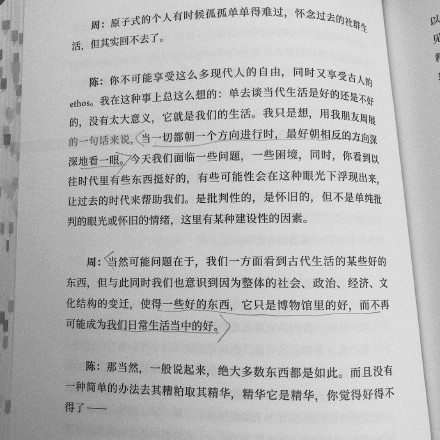 周：原子式的个人有时候孤孤单单得难过，怀念过去的社群生
活，但其实回不去了。
陈：你不可能享受这么多现代人的自由，同时又享受古人的
ethos。我在这种事上总这么想的：单去谈当代生活是好的还是不好
的，没有太大意义，它就是我们的生活。我只是想，用我朋友周濂
的一句话来说，当一切都朝一个方向进行时，最好朝相反的方向深
深地看一眼。今天我们面临一些问题，一些困境，同时，你看到以
往时代里有些东西挺好的，有些可能性会在这种眼光下浮现出来，
让过去的时代来帮助我们。是批判性的，是怀旧的，但不是单纯批
判的眼光或怀旧的情绪，这里有某种建设性的因素。
周：当然可能问题在于，我们一方面看到古代生活的某些好的
东西，但与此同时我们也意识到因为整体的社会、政治、经济、文
化结构的变迁，使得一些好的东西，它只是博物馆里的好，而不再
可能成为我们日常生活当中的好。
陈：那当然，一般说起来，绝大多数东西都是如此。而且没有
一种简单的办法去其糟粕取其精华，精华它是精华，你觉得好得不
得了——
以